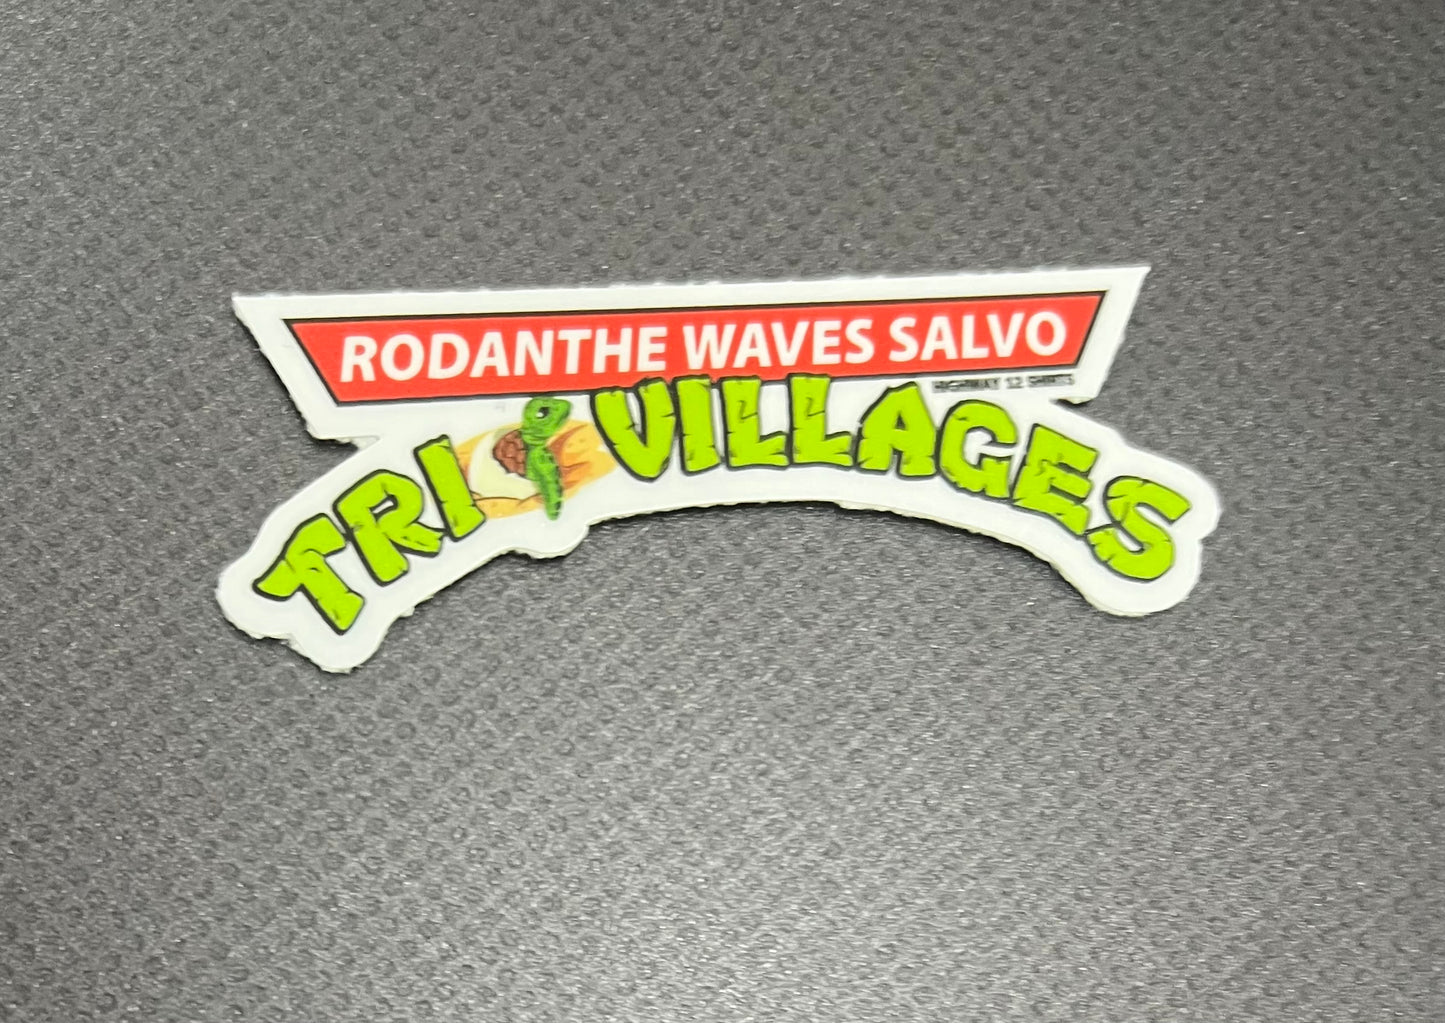 RODANTHE WAVES SALVO
HIGHWAY 12 SHIRTS
TRI VILLAGES